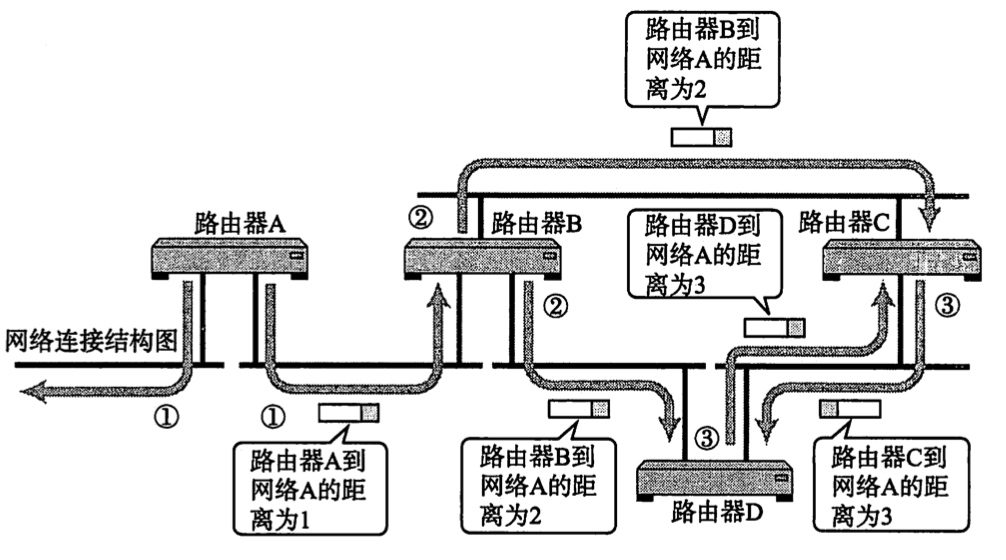 路由器B到
网络A的距
离为2
②
路由器A
路由器B
路由器D到
网络A的距
离为3
路由器C
②
③
网络连接结构图
①
①
路由器A到
网络A的距
离为1
路由器B到
网络A的距
离为2
③
路由器D
路由器C到
网络A的距
离为3